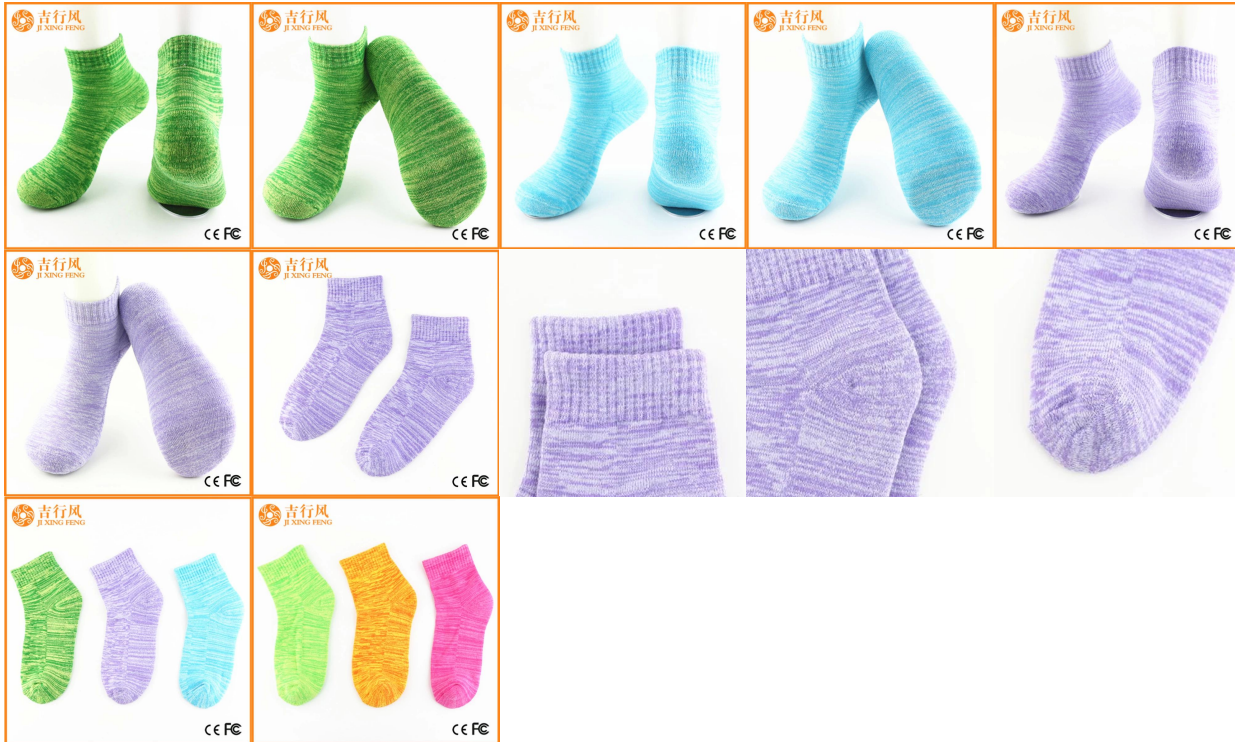 吉行风
JI XING FENG
CE FC
吉行风
JI XING FENG
CE FC
吉行风
JI XING FENG
CE FC
吉行风
JI XING FENG
CE FC
吉行风
JI XING FENG
CE FC
吉行风
JI XING FENG
CE FC
吉行风
JI XING FENG
CE FC
吉行风
JI XING FENG
CE FC
吉行风
JI XING FENG
CE FC